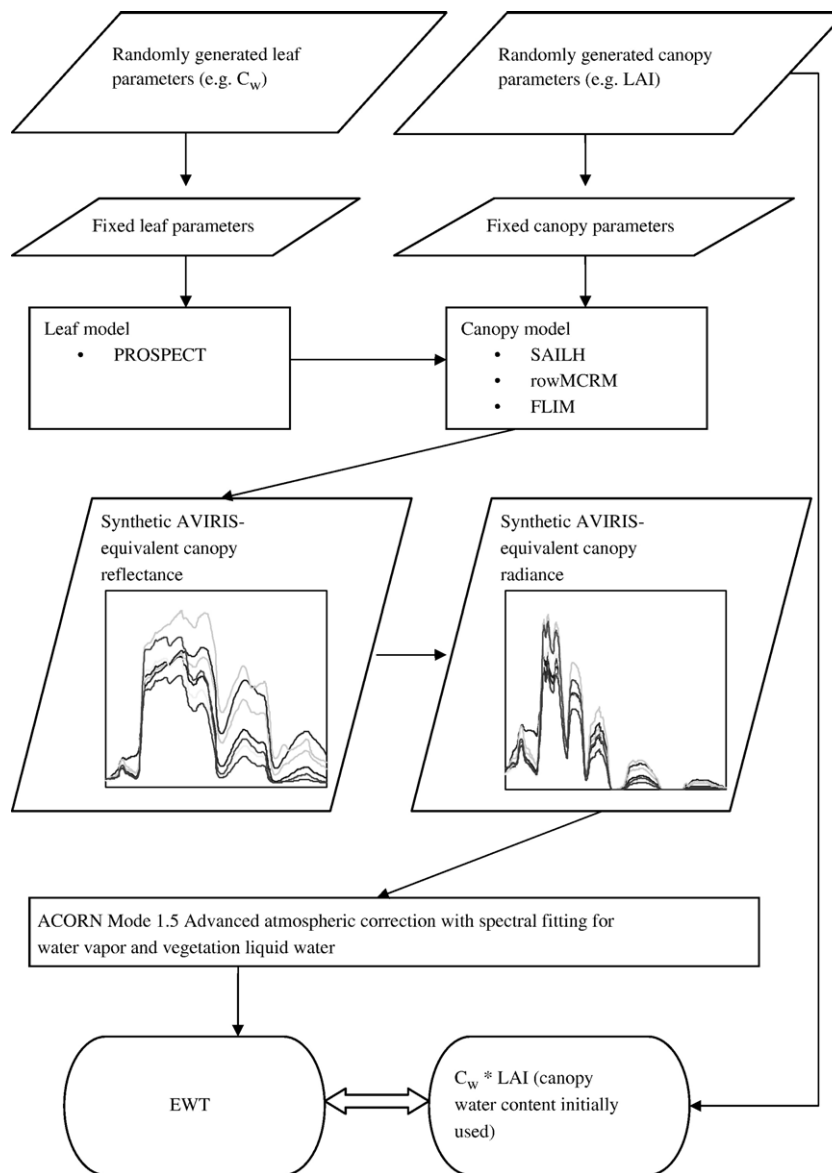 Randomly generated leaf
parameters (e.g. Cw)
Randomly generated canopy
parameters (e.g. LAI)
Fixed leaf parameters
Fixed canopy parameters
Leaf model
• PROSPECT
Canopy model
• SAILH
• rowMCRM
• FLIM
Synthetic AVIRIS-
equivalent canopy
reflectance
Synthetic AVIRIS-
equivalent canopy
radiance
ACORN Mode 1.5 Advanced atmospheric correction with spectral fitting for
water vapor and vegetation liquid water
EWT
Cw * LAI (canopy
water content initially
used)